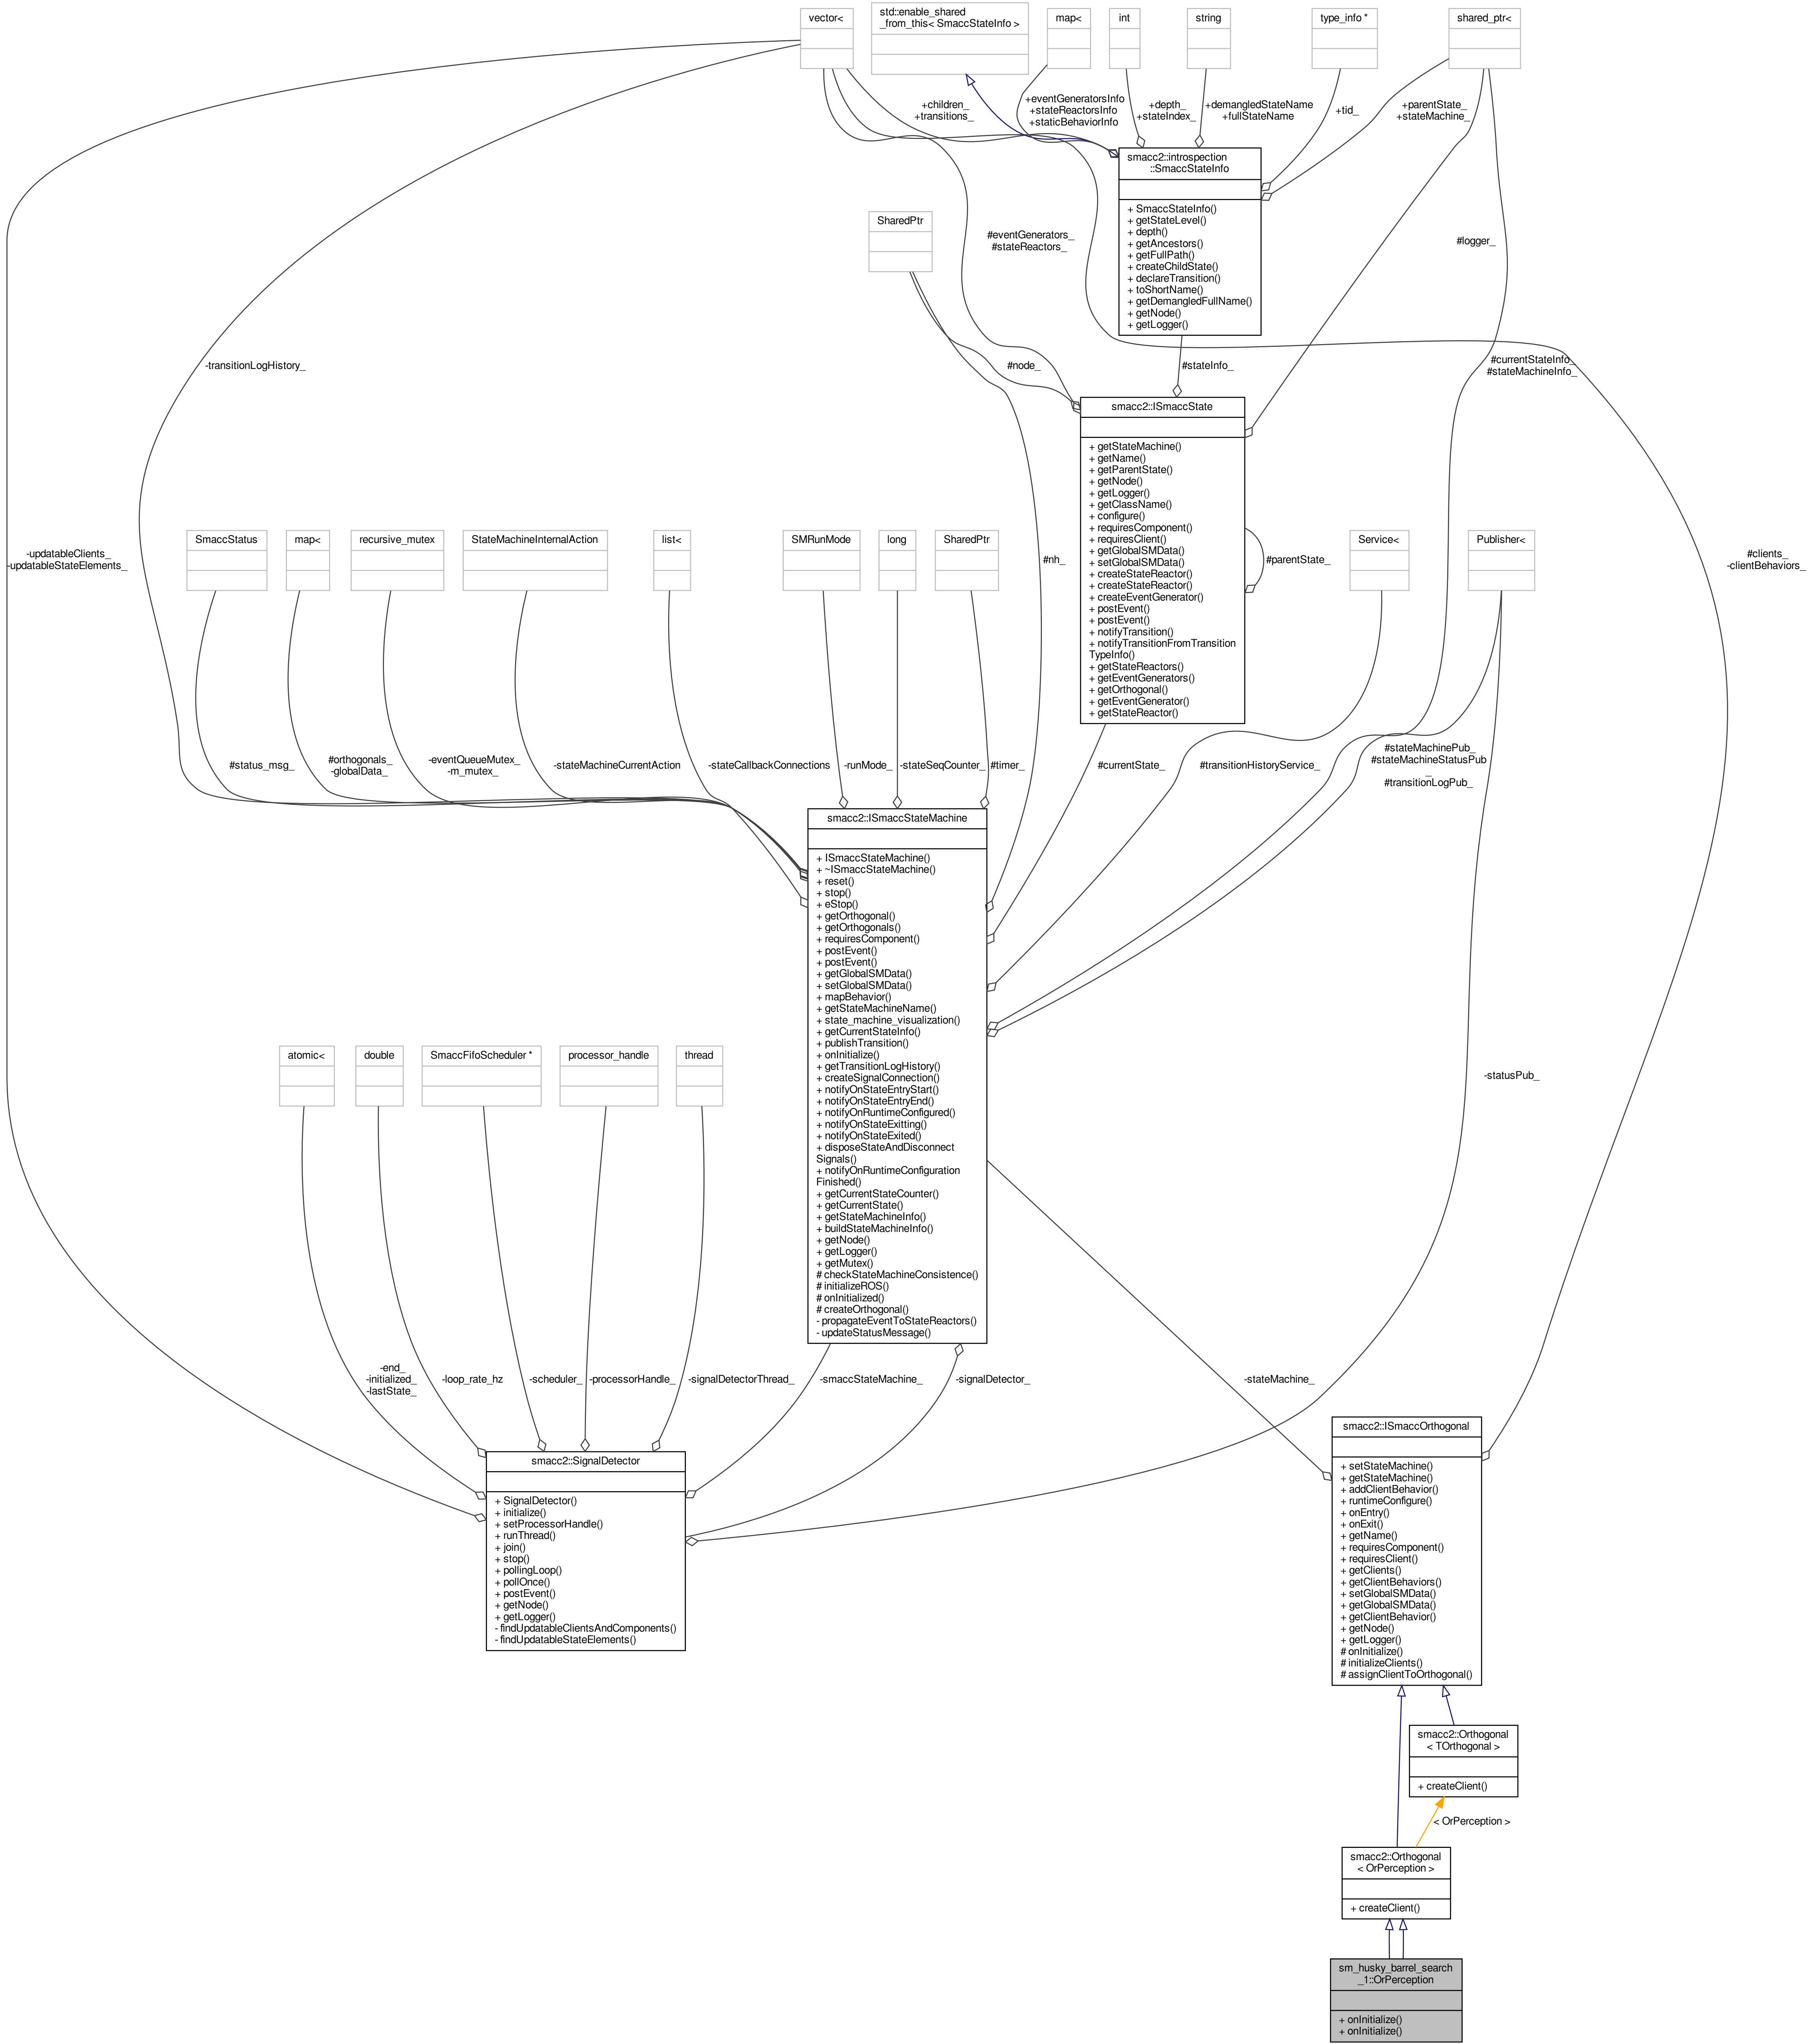 vector<
std::enable_shared
_from_this< SmaccStateInfo >
map<
int
string
type_info *
shared_ptr<
+children_
+transitions_
+eventGeneratorsInfo
+stateReactorsInfo
+staticBehaviorInfo
+depth_
+stateIndex_
+demangledStateName
+fullStateName
+tid_
+parentState_
+stateMachine_
smacc2::introspection
::SmaccStateInfo
+ SmaccStateInfo()
+ getStateLevel()
+ depth()
+ getAncestors()
+ getFullPath()
+ createChildState()
+ declareTransition()
+ toShortName()
+ getDemangledFullName()
+ getNode()
+ getLogger()
SharedPtr
#eventGenerators_
#stateReactors_
#logger_
-transitionLogHistory_
#node_
#stateInfo_
#currentStateInfo_
#stateMachineInfo_
smacc2::ISmaccState
+ getStateMachine()
+ getName()
+ getParentState()
+ getNode()
+ getLogger()
+ getClassName()
+ configure()
+ requiresComponent()
+ requiresClient()
+ getGlobalSMData()
+ setGlobalSMData()
+ createStateReactor()
+ createStateReactor()
+ createEventGenerator()
+ postEvent()
+ postEvent()
+ notifyTransition()
+ notifyTransitionFromTransition
TypeInfo()
+ getStateReactors()
+ getEventGenerators()
+ getOrthogonal()
+ getEventGenerator()
+ getStateReactor()
-updatableClients_
-updatableStateElements_
SmaccStatus
map<
recursive_mutex
StateMachineInternalAction
list<
SMRunMode
long
SharedPtr
#nh_
#parentState_
Service<
Publisher<
#clients_
-clientBehaviors_
#status_msg_
#orthogonals_
-globalData_
-eventQueueMutex_
-m_mutex_
-stateMachineCurrentAction
-stateCallbackConnections
-runMode_
-stateSeqCounter_
#timer_
#currentState_
#transitionHistoryService_
#stateMachinePub_
#stateMachineStatusPub
_
#transitionLogPub_
smacc2::ISmaccStateMachine
+ ISmaccStateMachine()
+ ~ISmaccStateMachine()
+ reset()
+ stop()
+ eStop()
+ getOrthogonal()
+ getOrthogonals()
+ requiresComponent()
+ postEvent()
+ postEvent()
+ getGlobalSMData()
+ setGlobalSMData()
+ mapBehavior()
+ getStateMachineName()
+ state_machine_visualization()
+ getCurrentStateInfo()
+ publishTransition()
+ onInitialize()
+ getTransitionLogHistory()
+ createSignalConnection()
+ notifyOnStateEntryStart()
+ notifyOnStateEntryEnd()
+ notifyOnRuntimeConfigured()
+ notifyOnStateExitting()
+ notifyOnStateExited()
+ disposeStateAndDisconnect
Signals()
+ notifyOnRuntimeConfiguration
Finished()
+ getCurrentStateCounter()
+ getCurrentState()
+ getStateMachineInfo()
+ buildStateMachineInfo()
+ getNode()
+ getLogger()
+ getMutex()
# checkStateMachineConsistence()
# initializeROS()
# onInitialized()
# createOrthogonal()
- propagateEventToStateReactors()
- updateStatusMessage()
atomic<
double
SmaccFifoScheduler *
processor_handle
thread
-statusPub_
-end_
-initialized_
-lastState_
-loop_rate_hz
-scheduler_
-processorHandle_
-signalDetectorThread_
-smaccStateMachine_
-signalDetector_
-stateMachine_
smacc2::SignalDetector
+ SignalDetector()
+ initialize()
+ setProcessorHandle()
+ runThread()
+ join()
+ stop()
+ pollingLoop()
+ pollOnce()
+ postEvent()
+ getNode()
+ getLogger()
- findUpdatableClientsAndComponents()
- findUpdatableStateElements()
smacc2::ISmaccOrthogonal
+ setStateMachine()
+ getStateMachine()
+ addClientBehavior()
+ runtimeConfigure()
+ onEntry()
+ onExit()
+ getName()
+ requiresComponent()
+ requiresClient()
+ getClients()
+ getClientBehaviors()
+ setGlobalSMData()
+ getGlobalSMData()
+ getClientBehavior()
+ getNode()
+ getLogger()
# onInitialize()
# initializeClients()
# assignClientToOrthogonal()
smacc2::Orthogonal
< TOrthogonal >
+ createClient()
< OrPerception >
smacc2::Orthogonal
< OrPerception >
+ createClient()
sm_husky_barrel_search
_1::OrPerception
+ onInitialize()
+ onInitialize()